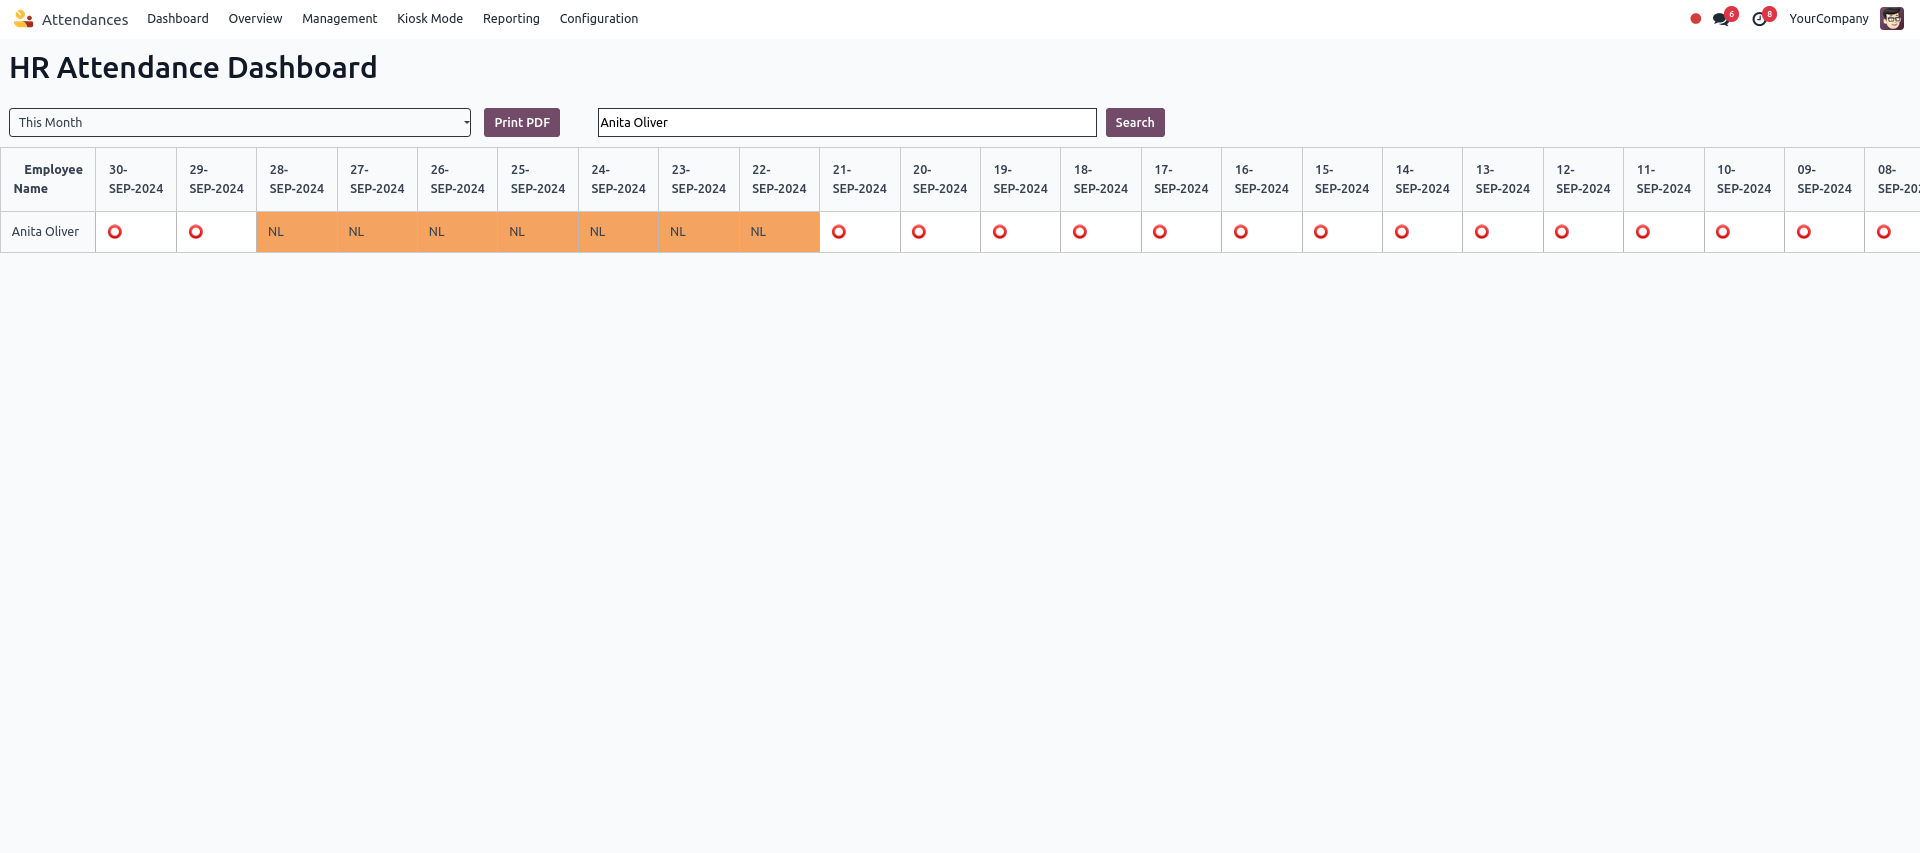 Attendances Dashboard Overview Management Kiosk Mode Reporting Configuration 6 8 YourCompany
HR Attendance Dashboard
This Month Print PDF Anita Oliver Search
Employee 30- 29- 28- 27- 26- 25- 24- 23- 22- 21- 20- 19- 18- 17- 16- 15- 14- 13- 12- 11- 10- 09- 08-
Name SEP-2024 SEP-2024 SEP-2024 SEP-2024 SEP-2024 SEP-2024 SEP-2024 SEP-2024 SEP-2024 SEP-2024 SEP-2024 SEP-2024 SEP-2024 SEP-2024 SEP-2024 SEP-2024 SEP-2024 SEP-2024 SEP-2024 SEP-2024 SEP-2024 SEP-2024 SEP-202
Anita Oliver NL NL NL NL NL NL NL